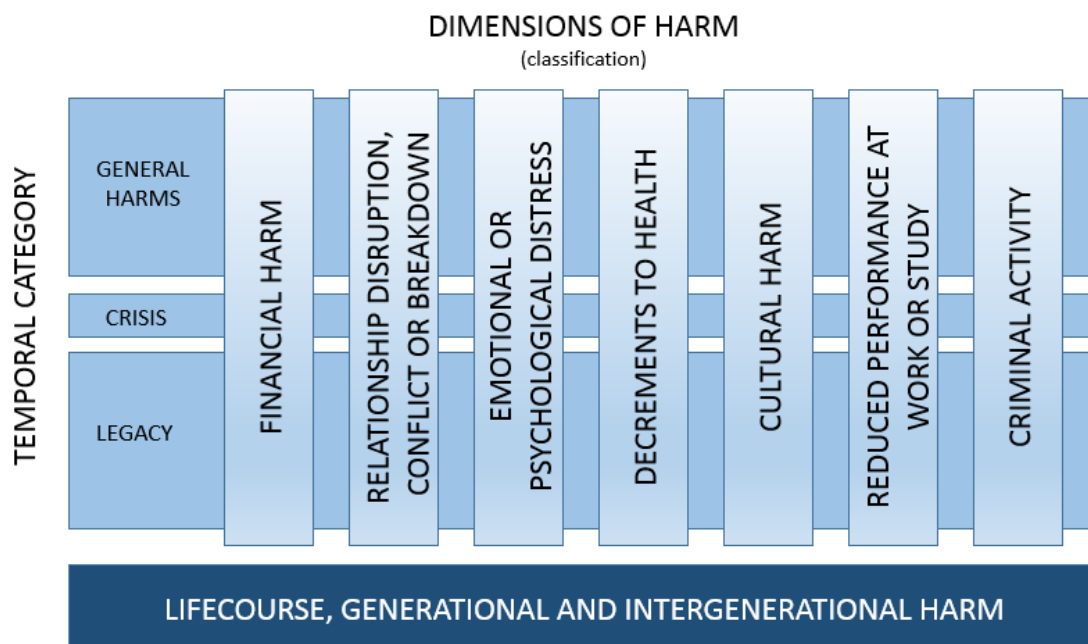 DIMENSIONS OF HARM
(classification)
TEMPORAL CATEGORY
GENERAL
HARMS
CRISIS
LEGACY
FINANCIAL HARM
RELATIONSHIP DISRUPTION,
CONFLICT OR BREAKDOWN
EMOTIONAL OR
PSYCHOLOGICAL DISTRESS
DECREMENTS TO HEALTH
CULTURAL HARM
REDUCED PERFORMANCE AT
WORK OR STUDY
CRIMINAL ACTIVITY
LIFECOURSE, GENERATIONAL AND INTERGENERATIONAL HARM